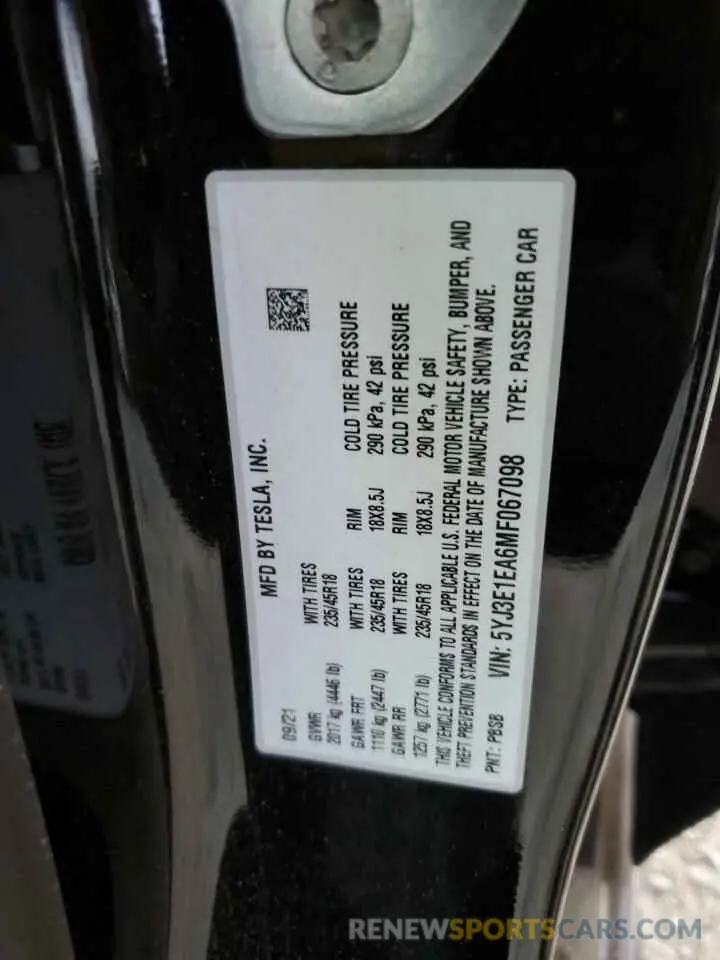 MFD BY TESLA, INC.
09/21
GVWR WITH TIRES
2017 kg (4446 lb) 235/45R18
GAWR FRT WITH TIRES RIM COLD TIRE PRESSURE
1110 kg (2447 lb) 235/45R18 18X8.5J 290 kPa, 42 psi
GAWR RR WITH TIRES RIM COLD TIRE PRESSURE
1257 kg (2771 lb) 235/45R18 18X8.5J 290 kPa, 42 psi
THIS VEHICLE CONFORMS TO ALL APPLICABLE U.S. FEDERAL MOTOR VEHICLE SAFETY, BUMPER, AND
THEFT PREVENTION STANDARDS IN EFFECT ON THE DATE OF MANUFACTURE SHOWN ABOVE.
PNT: PBSB VIN: 5YJ3E1EA6MF067098 TYPE: PASSENGER CAR
RENEWSPORTSCARS.COM